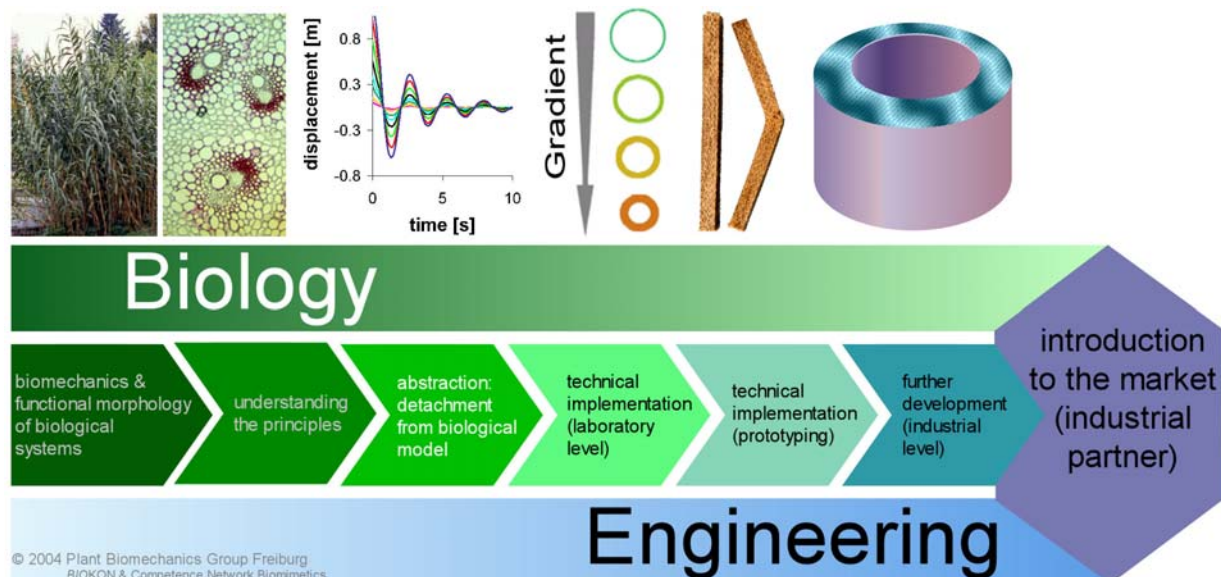 displacement [m]
0.8
0.3
-0.3
-0.8
0
5
10
time [s]
Gradient
Biology
biomechanics &
functional morphology
of biological
systems
understanding
the principles
abstraction:
detachment
from biological
model
technical
implementation
(laboratory
level)
technical
implementation
(prototyping)
further
development
(industrial
level)
introduction
to the market
(industrial
partner)
Engineering
© 2004 Plant Biomechanics Group Freiburg
BIOKON & Competence Network Biomimetics